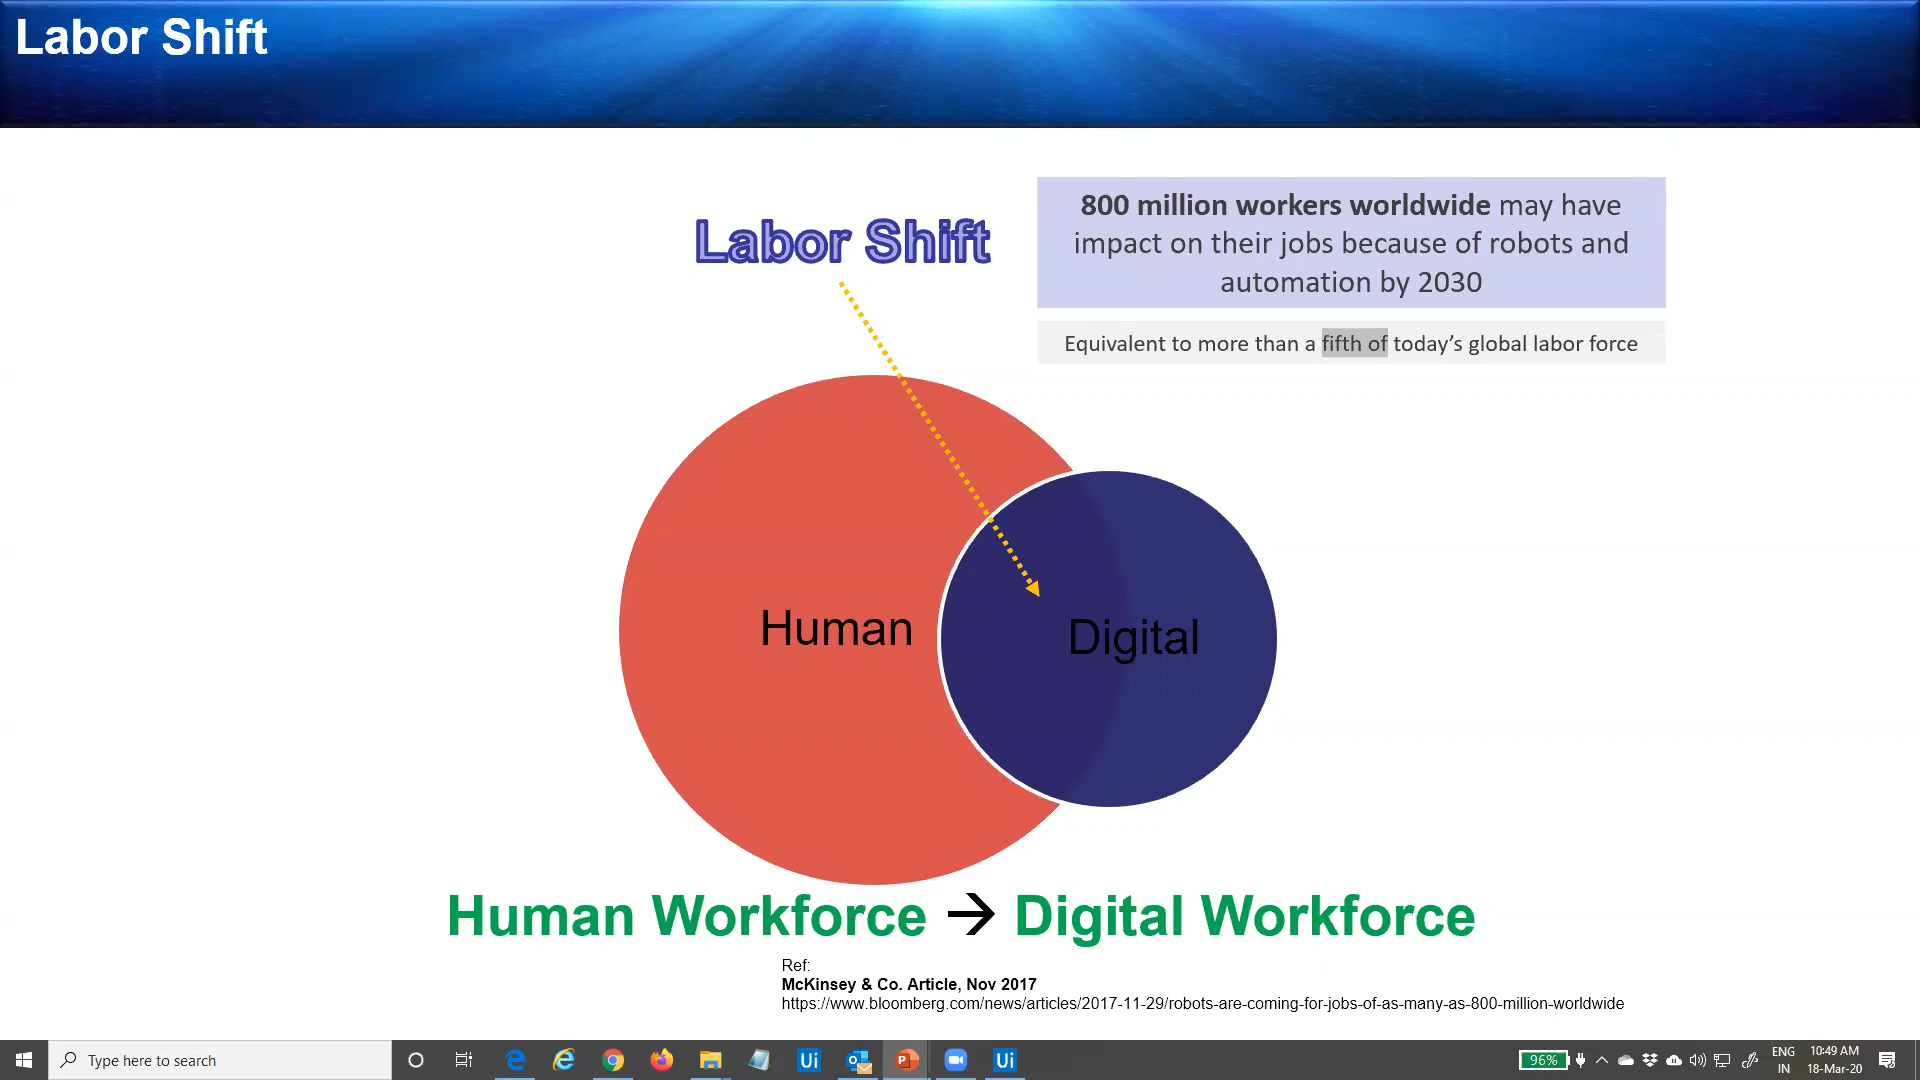 Labor Shift
Labor Shift
800 million workers worldwide may have
impact on their jobs because of robots and
automation by 2030
Equivalent to more than a fifth of today’s global labor force
Human
Digital
Human Workforce → Digital Workforce
Ref:
McKinsey & Co. Article, Nov 2017
https://www.bloomberg.com/news/articles/2017-11-29/robots-are-coming-for-jobs-of-as-many-as-800-million-worldwide
Type here to search
Ui
Ui
96%
ENG
IN
10:49 AM
18-Mar-20